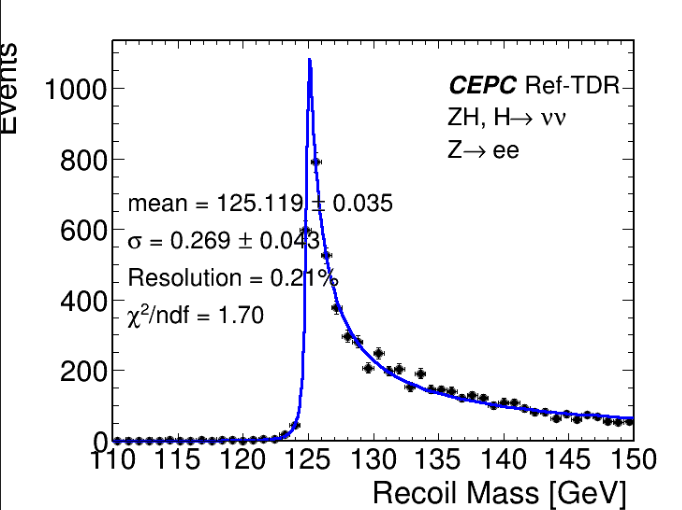 Events
1000
800
600
400
200
0
CEPC Ref-TDR
ZH, H→ νν
Z→ ee
mean = 125.119 ± 0.035
σ = 0.269 ± 0.043
Resolution = 0.21%
χ²/ndf = 1.70
110 115 120 125 130 135 140 145 150
Recoil Mass [GeV]